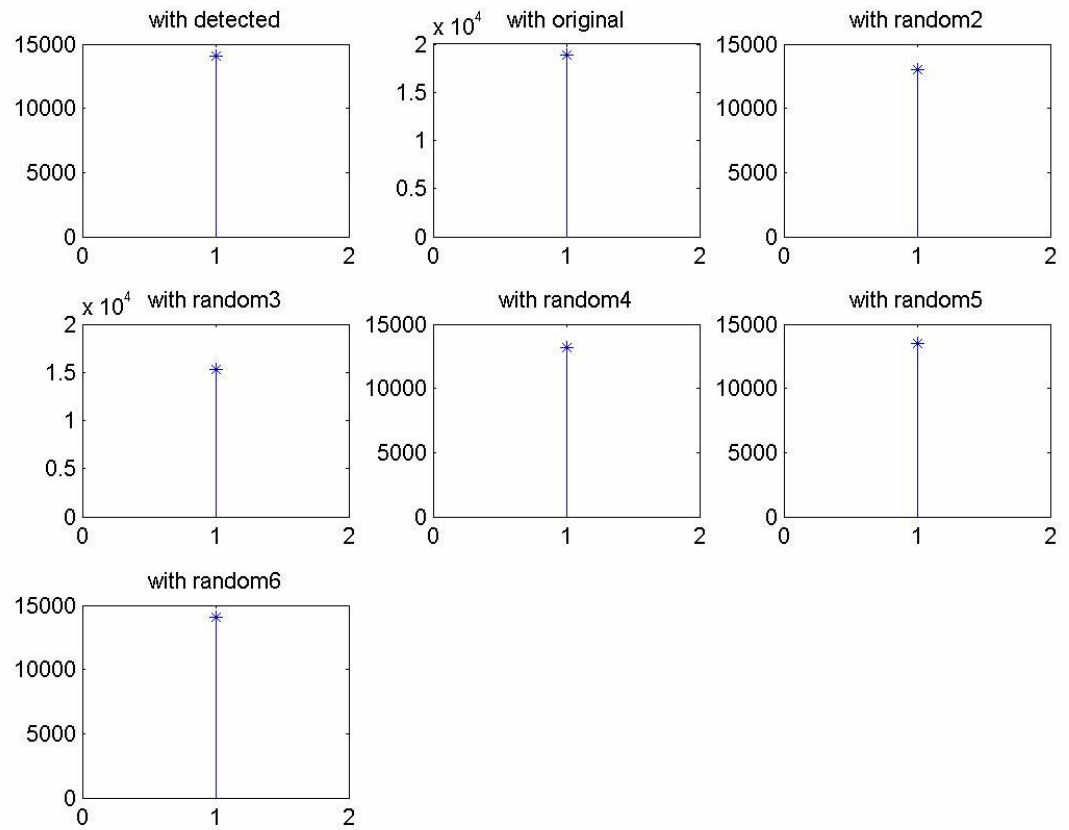 with detected
15000
10000
5000
0
0 1 2
with original
x 10^4
2
1.5
1
0.5
0
0 1 2
with random2
15000
10000
5000
0
0 1 2
with random3
x 10^4
2
1.5
1
0.5
0
0 1 2
with random4
15000
10000
5000
0
0 1 2
with random5
15000
10000
5000
0
0 1 2
with random6
15000
10000
5000
0
0 1 2